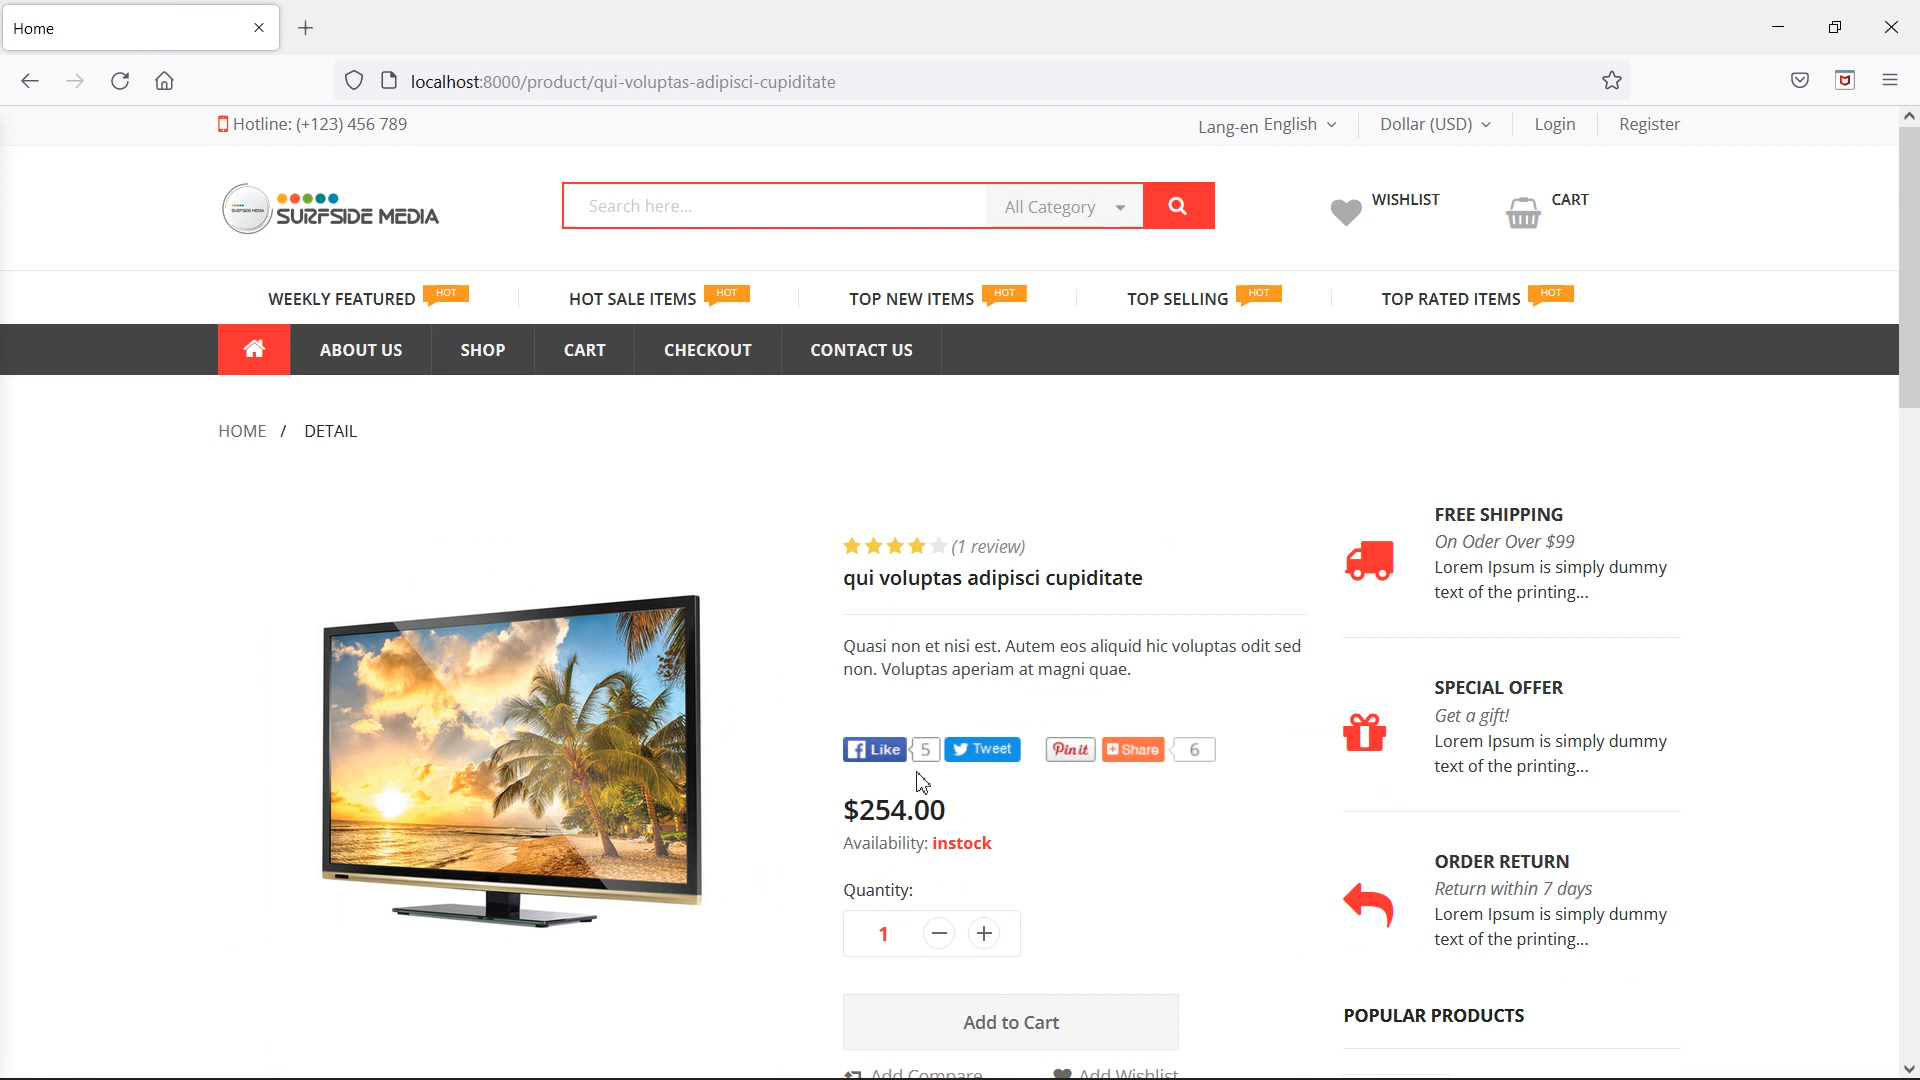 Home
localhost:8000/product/qui-voluptas-adipisci-cupiditate
Hotline: (+123) 456 789
Lang-en English
Dollar (USD)
Login
Register
SURFSIDE MEDIA
SURFSIDE MEDIA
Search here...
All Category
WISHLIST
CART
WEEKLY FEATURED HOT
HOT SALE ITEMS HOT
TOP NEW ITEMS HOT
TOP SELLING HOT
TOP RATED ITEMS HOT
ABOUT US
SHOP
CART
CHECKOUT
CONTACT US
HOME / DETAIL
(1 review)
qui voluptas adipisci cupiditate
Quasi non et nisi est. Autem eos aliquid hic voluptas odit sed
non. Voluptas aperiam at magni quae.
Like 5 Tweet Pin it Share 6
$254.00
Availability: instock
Quantity:
1
Add to Cart
Add Compare
Add Wishlist
FREE SHIPPING
On Oder Over $99
Lorem Ipsum is simply dummy
text of the printing...
SPECIAL OFFER
Get a gift!
Lorem Ipsum is simply dummy
text of the printing...
ORDER RETURN
Return within 7 days
Lorem Ipsum is simply dummy
text of the printing...
POPULAR PRODUCTS